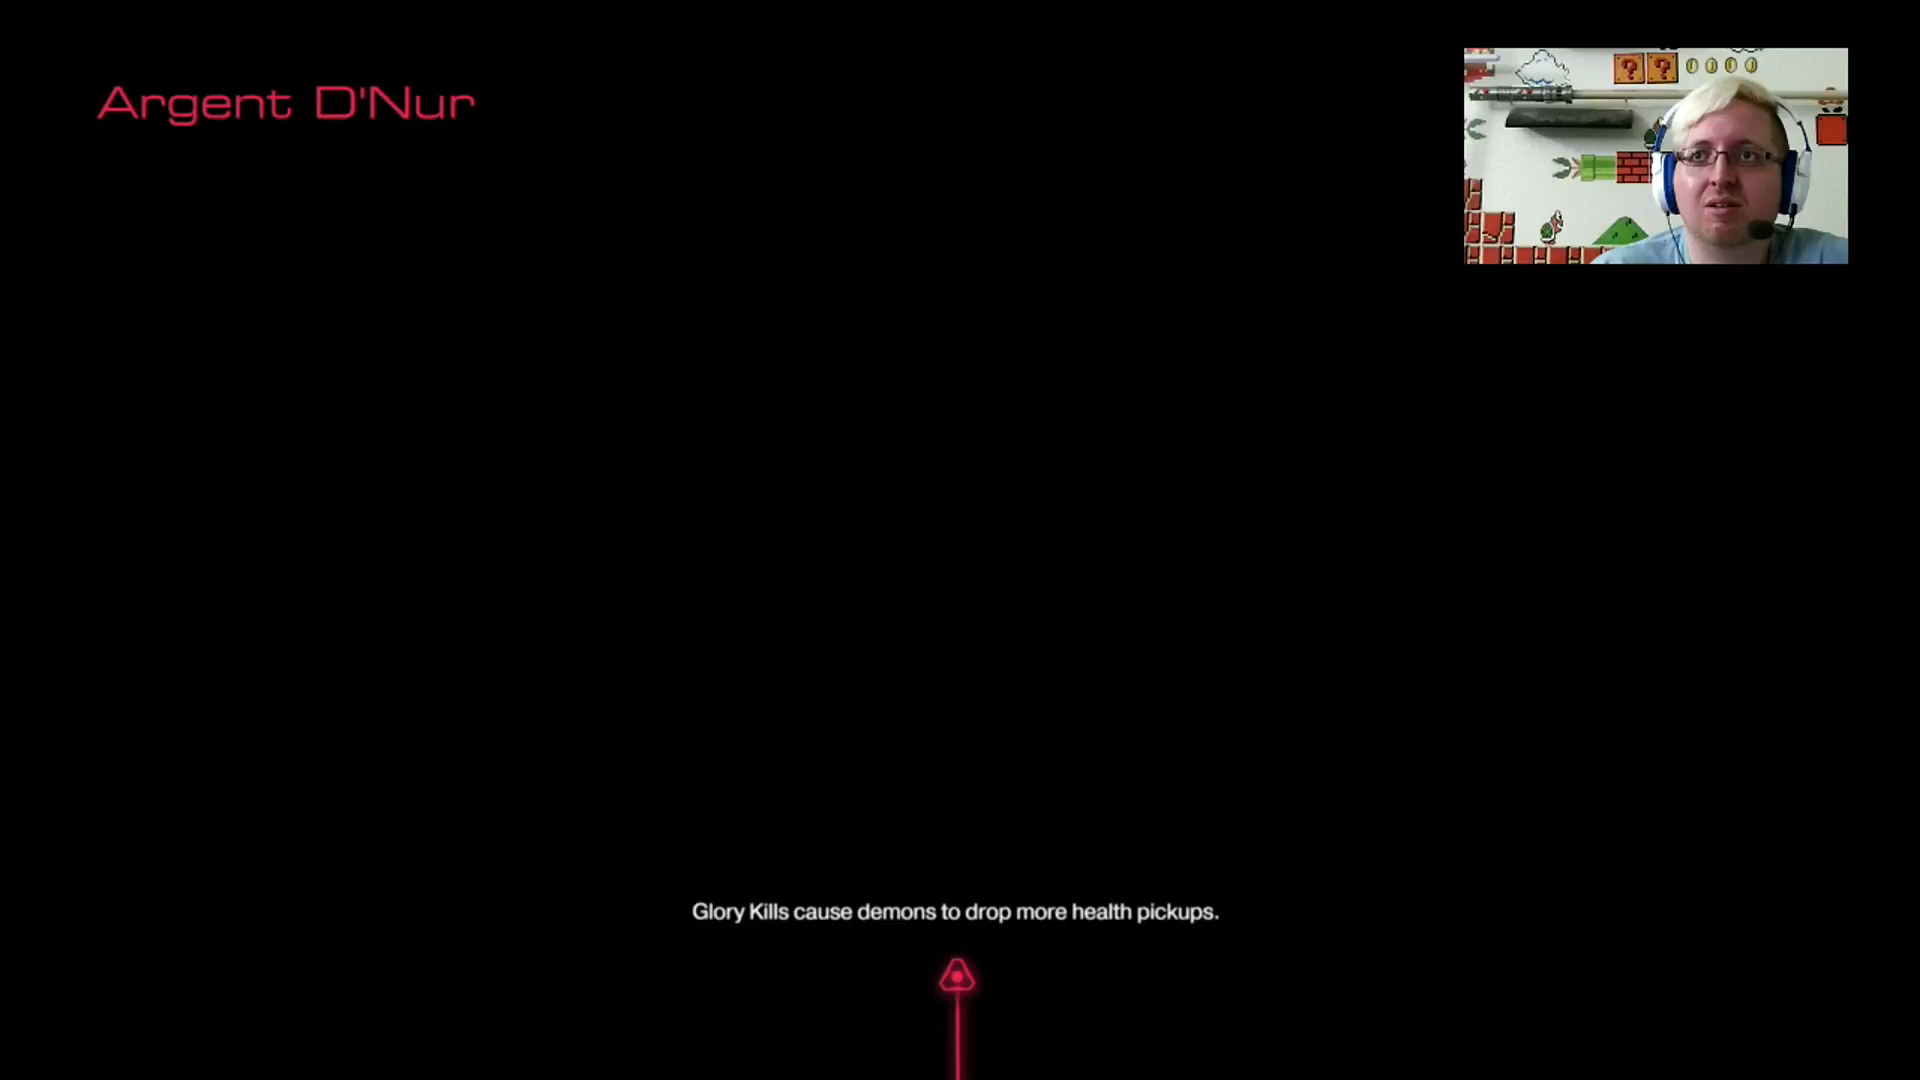 Argent D'Nur
? ?
Glory Kills cause demons to drop more health pickups.